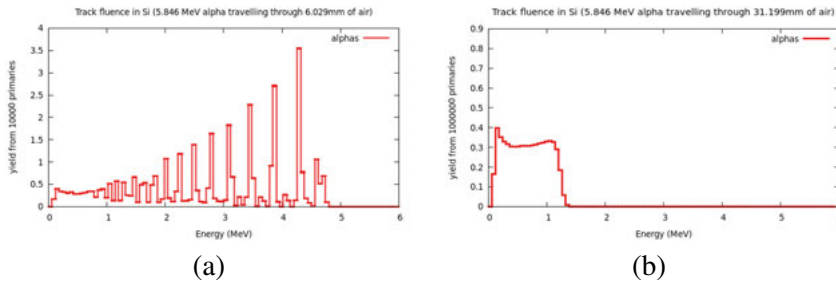 Track fluence in Si (5.846 MeV alpha travelling through 6.029mm of air)
alphas
yield from 10000 primaries
4
3.5
3
2.5
2
1.5
1
0.5
0
0 1 2 3 4 5 6
Energy (MeV)
(a)
Track fluence in Si (5.846 MeV alpha travelling through 31.199mm of air)
alphas
yield from 1000000 primaries
0.9
0.8
0.7
0.6
0.5
0.4
0.3
0.2
0.1
0
0 1 2 3 4 5
Energy (MeV)
(b)